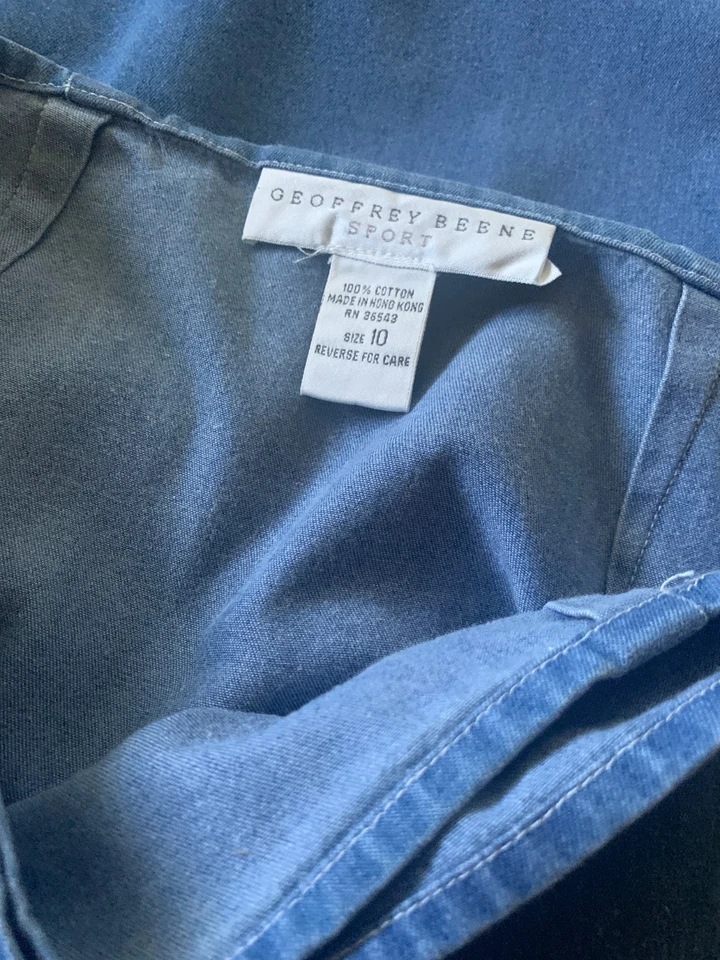 GEOFFREY BEENE
SPORT
100% COTTON
MADE IN HONG KONG
RN 36543
SIZE 10
REVERSE FOR CARE